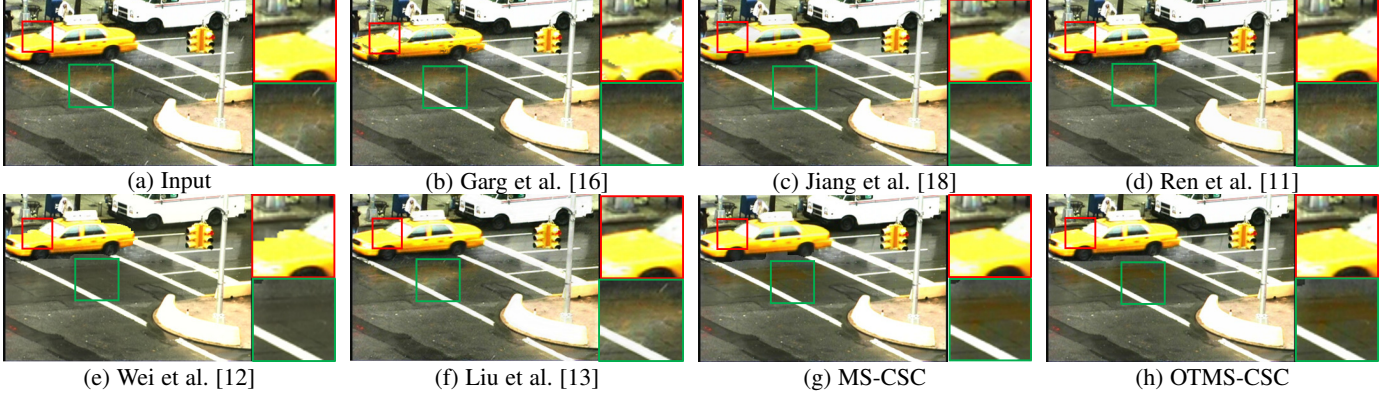 (a) Input
(b) Garg et al. [16]
(c) Jiang et al. [18]
(d) Ren et al. [11]
(e) Wei et al. [12]
(f) Liu et al. [13]
(g) MS-CSC
(h) OTMS-CSC